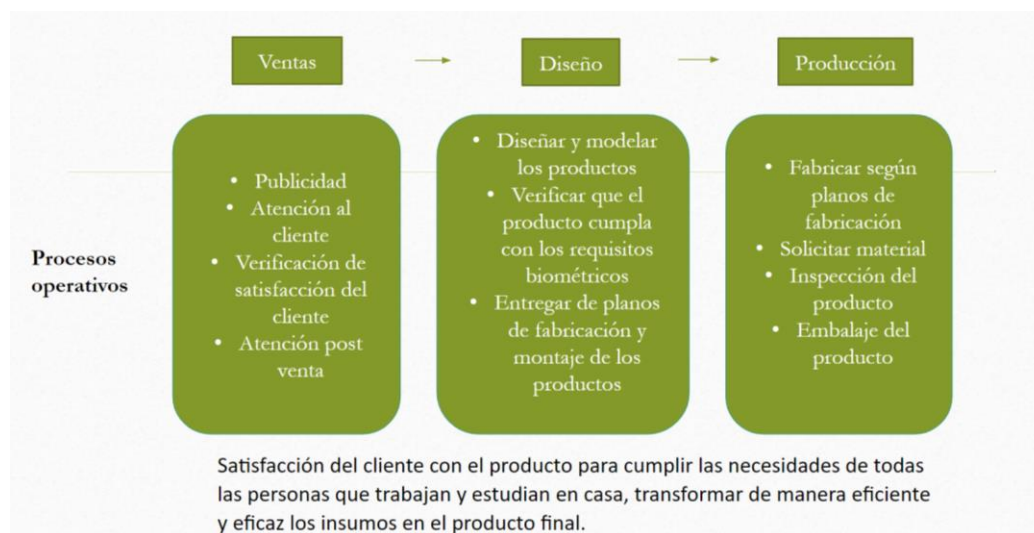 Ventas
Diseño
Producción
Procesos
operativos
• Publicidad
• Atención al
cliente
• Verificación de
satisfacción del
cliente
• Atención post
venta
• Diseñar y modelar
los productos
• Verificar que el
producto cumpla
con los requisitos
biométricos
• Entregar de planos
de fabricación y
montaje de los
productos
• Fabricar según
planos de
fabricación
• Solicitar material
• Inspección del
producto
• Embalaje del
producto
Satisfacción del cliente con el producto para cumplir las necesidades de todas
las personas que trabajan y estudian en casa, transformar de manera eficiente
y eficaz los insumos en el producto final.